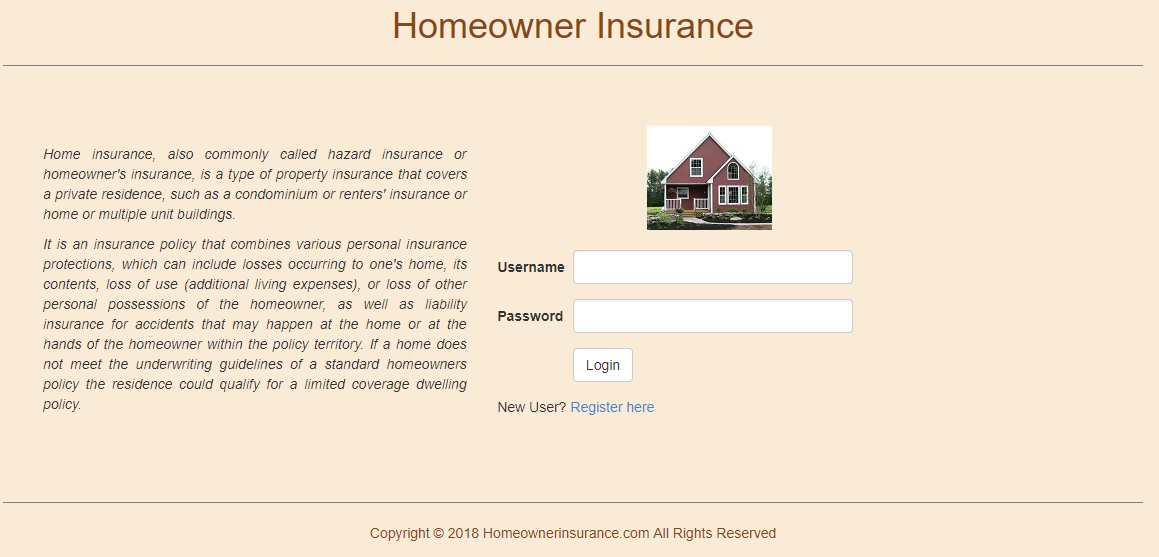 Homeowner Insurance
Home insurance, also commonly called hazard insurance or
homeowner's insurance, is a type of property insurance that covers
a private residence, such as a condominium or renters' insurance or
home or multiple unit buildings.
It is an insurance policy that combines various personal insurance
protections, which can include losses occurring to one's home, its
contents, loss of use (additional living expenses), or loss of other
personal possessions of the homeowner, as well as liability
insurance for accidents that may happen at the home or at the
hands of the homeowner within the policy territory. If a home does
not meet the underwriting guidelines of a standard homeowners
policy the residence could qualify for a limited coverage dwelling
policy.
Username
Password
Login
New User? Register here
Copyright © 2018 Homeownerinsurance.com All Rights Reserved